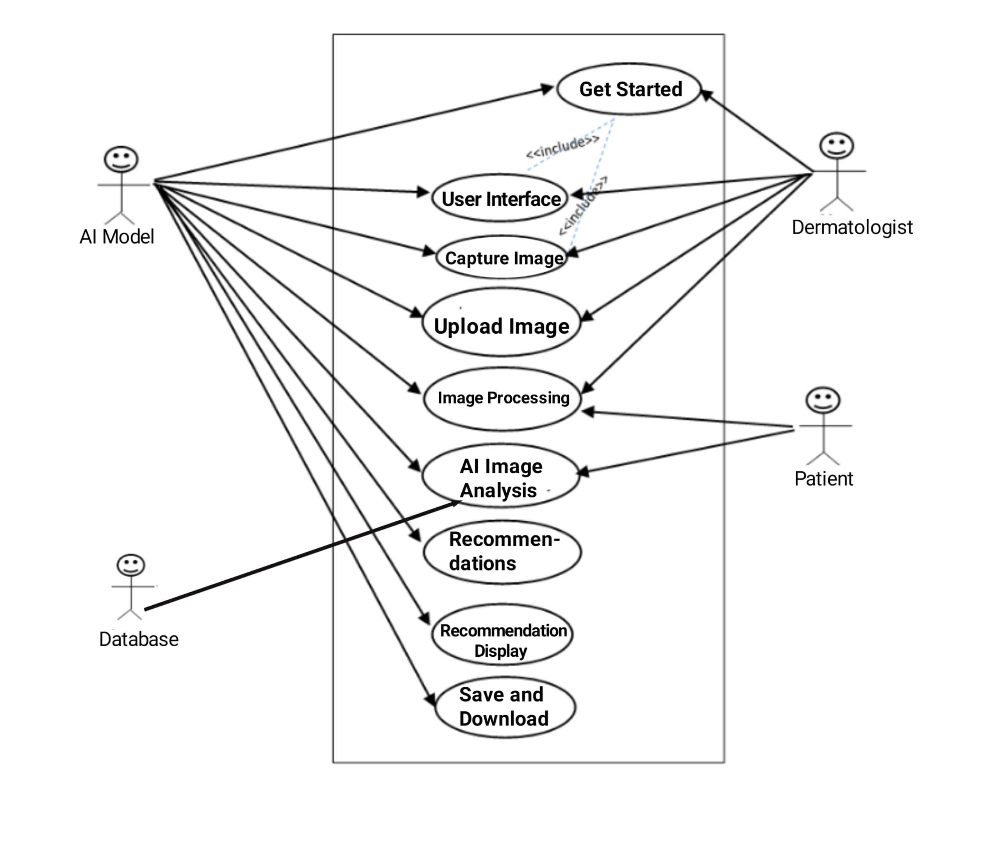 Get Started
<<include>>
<<include>>
User Interface
AI Model
Dermatologist
Capture Image
Upload Image
Image Processing
AI Image
Analysis
Patient
Recommen-
dations
Database
Recommendation
Display
Save and
Download